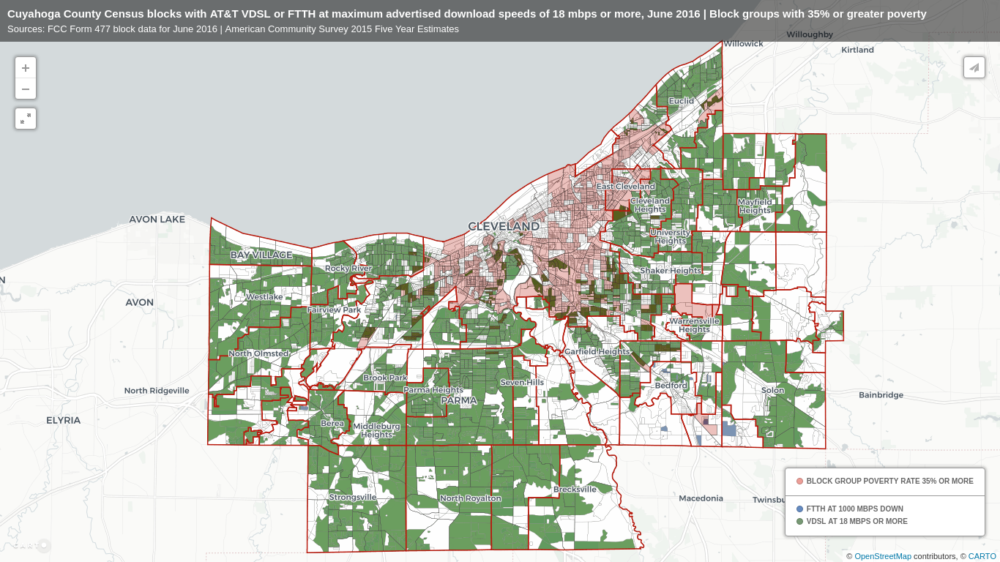 Cuyahoga County Census blocks with AT&T VDSL or FTTH at maximum advertised download speeds of 18 mbps or more, June 2016 | Block groups with 35% or greater poverty
Sources: FCC Form 477 block data for June 2016 | American Community Survey 2015 Five Year Estimates
Willoughby
Willowick
Kirtland
+
−
Euclid
East Cleveland
Cleveland
Heights
Mayfield
Heights
AVON LAKE
CLEVELAND
University
Heights
BAY VILLAGE
Rocky River
Shaker Heights
N
Westlake
AVON
Fairview Park
Warrensville
Heights
North Olmsted
Garfield Heights
Brook Park
Seven Hills
Bedford
North Ridgeville
Parma Heights
Solon
Bainbridge
PARMA
ELYRIA
Berea
Middleburg
Heights
Brecksville
Strongsville
North Royalton
Macedonia
Twinsbu
BLOCK GROUP POVERTY RATE 35% OR MORE
FTTH AT 1000 MBPS DOWN
VDSL AT 18 MBPS OR MORE
CARTO
© OpenStreetMap contributors, © CARTO